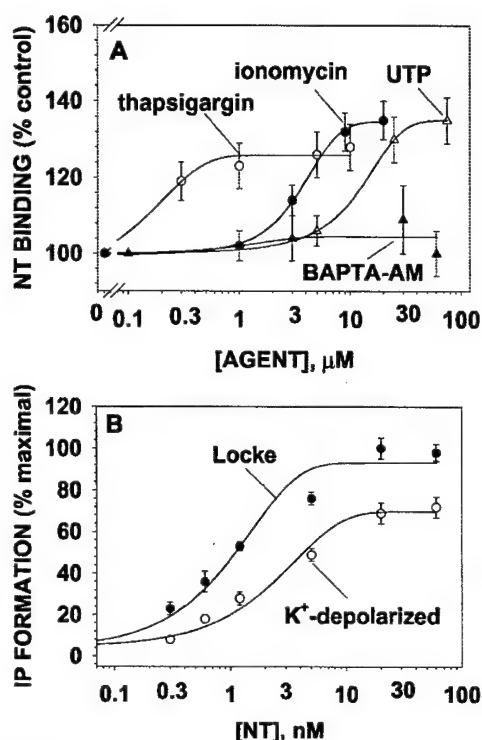 160
A
ionomycin
UTP
140
thapsigargin
120
100
BAPTA-AM
80
0 0.1 0.3 1 3 10 30 100
[AGENT], μM
NT BINDING (% control)
120
B
100
Locke
80
60
40
20
K+-depolarized
0
0.1 0.3 1 3 10 30 100
[NT], nM
IP FORMATION (% maximal)